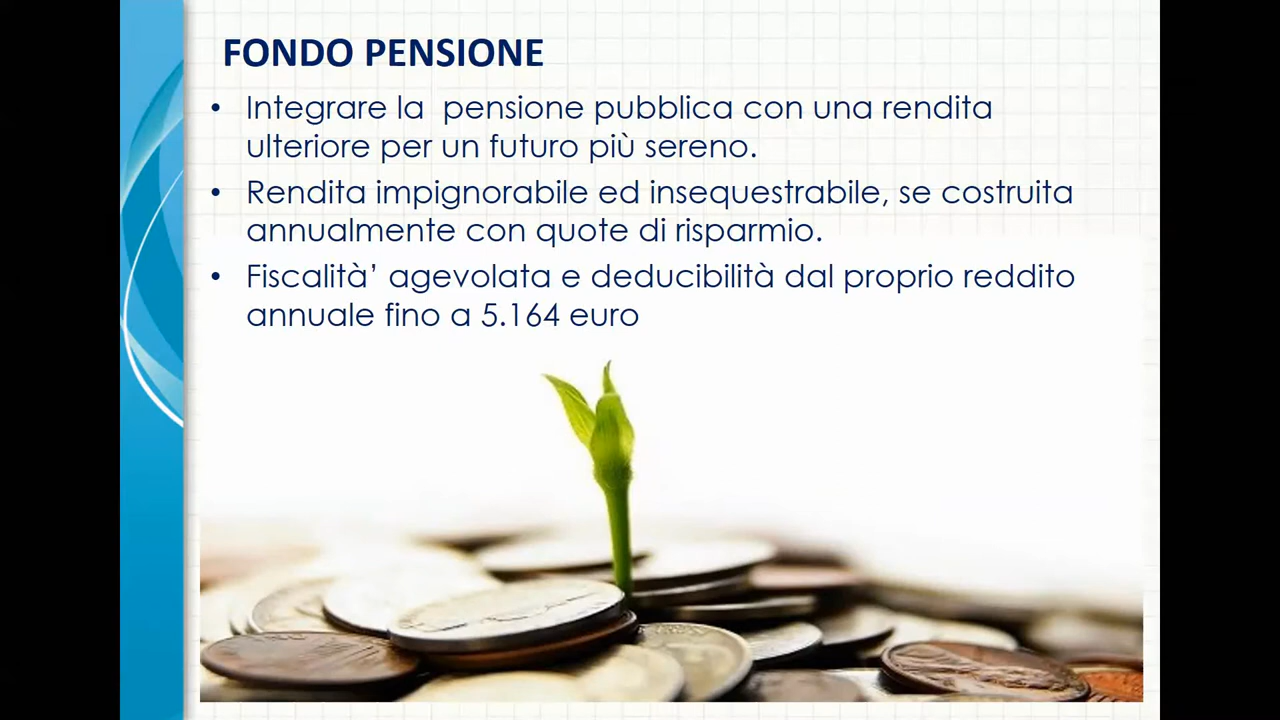 FONDO PENSIONE
• Integrare la  pensione pubblica con una rendita
ulteriore per un futuro più sereno.
• Rendita impignorabile ed insequestrabile, se costruita
annualmente con quote di risparmio.
• Fiscalità’ agevolata e deducibilità dal proprio reddito
annuale fino a 5.164 euro